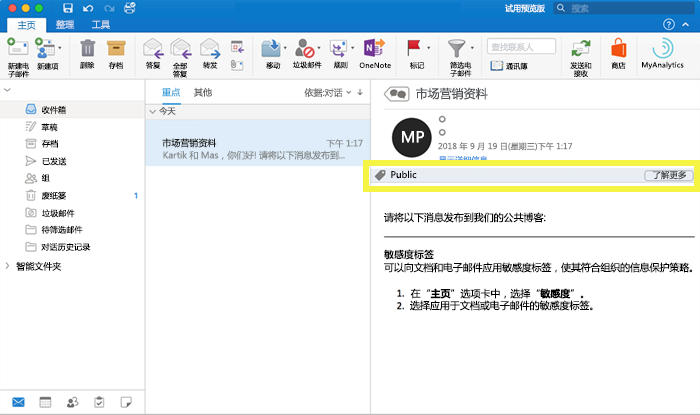 试用预览版
搜索
主页
整理
工具
新建电子邮件
新建项
删除
存档
答复
全部答复
转发
移动
垃圾邮件
规则
OneNote
标记
筛选电子邮件
查找联系人
通讯簿
发送和接收
商店
MyAnalytics
收件箱
草稿
存档
已发送
组
废纸篓 1
垃圾邮件
待筛选邮件
对话历史记录
智能文件夹
重点
其他
依据:对话
今天
市场营销资料 下午 1:17
Kartik 和 Mas，你们好! 请将以下消息发布到...
市场营销资料
MP
2018 年 9 月 19 日(星期三)下午 1:17
显示详细信息
Public
了解更多
请将以下消息发布到我们的公共博客:
敏感度标签
可以向文档和电子邮件应用敏感度标签，使其符合组织的信息保护策略。
1. 在“主页”选项卡中，选择“敏感度”。
2. 选择应用于文档或电子邮件的敏感度标签。